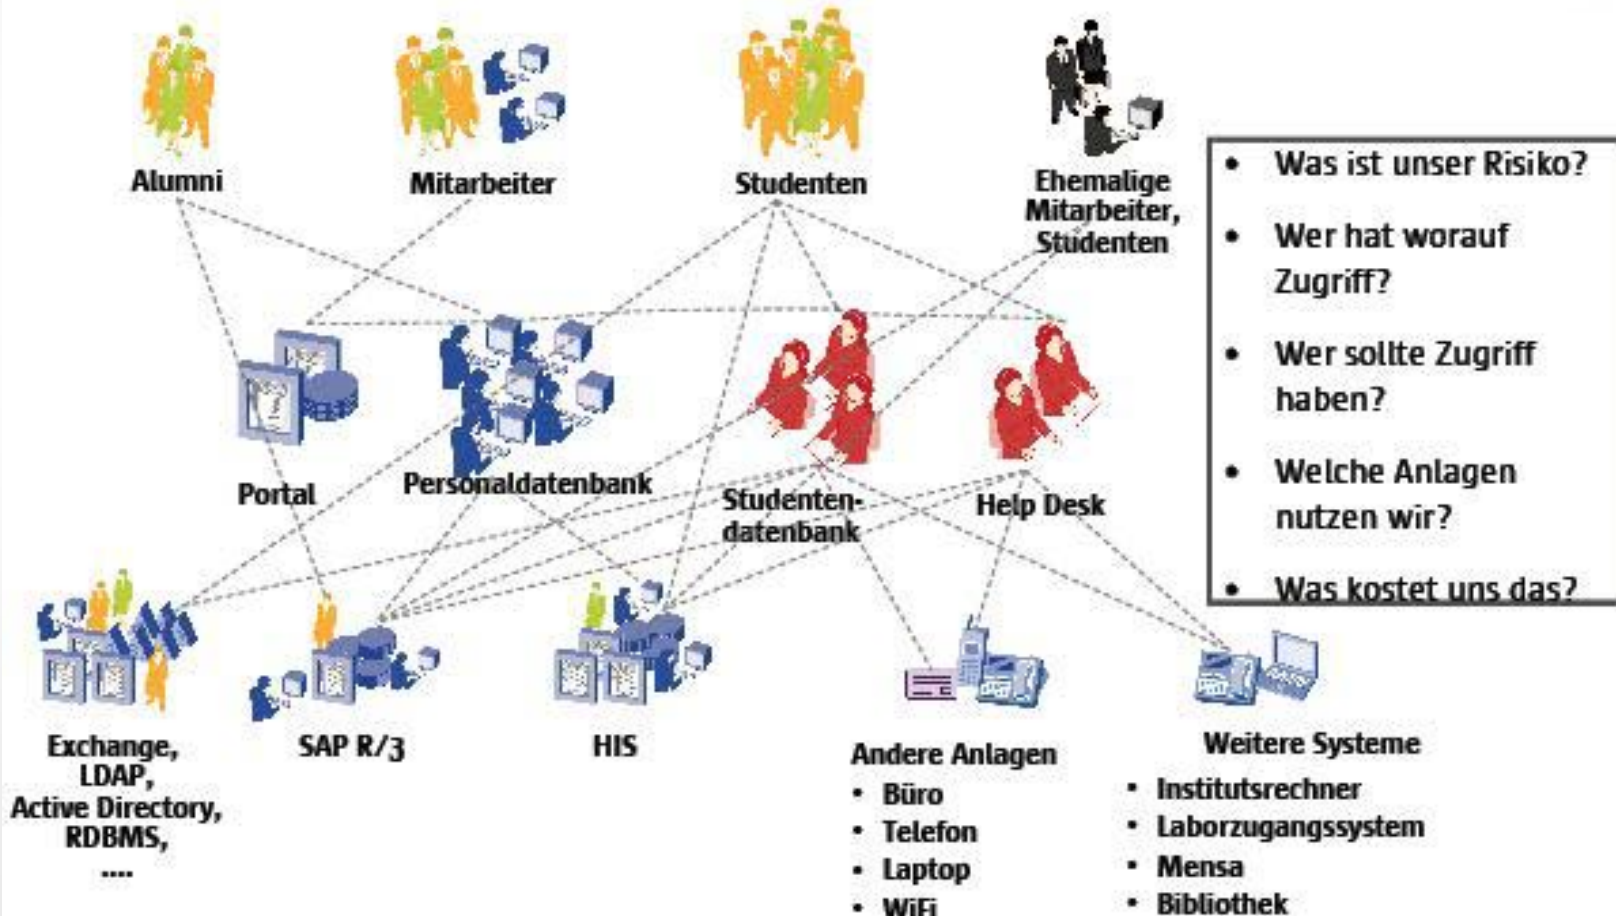 Alumni
Mitarbeiter
Studenten
Ehemalige
Mitarbeiter,
Studenten
• Was ist unser Risiko?
• Wer hat worauf
Zugriff?
• Wer sollte Zugriff
haben?
• Welche Anlagen
nutzen wir?
• Was kostet uns das?
Portal
Personaldatenbank
Studenten-
datenbank
Help Desk
Exchange,
LDAP,
Active Directory,
RDBMS,
....
SAP R/3
HIS
Andere Anlagen
• Büro
• Telefon
• Laptop
• WiFi
Weitere Systeme
• Institutsrechner
• Laborzugangssystem
• Mensa
• Bibliothek